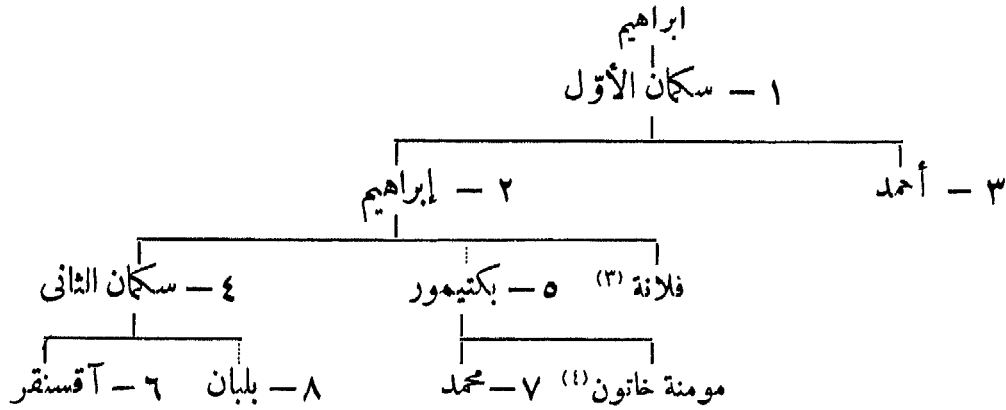 ابراهيم
١ — سكمان الأوّل
٣ — أحمد ٢ — إبراهيم
فلانة (٣) ٥ — بكتيمور ٤ — سكمان الثانى
مومنة خاتون (٤) ٧ — محمد ٨ — بلبان ٦ — آقسنقر